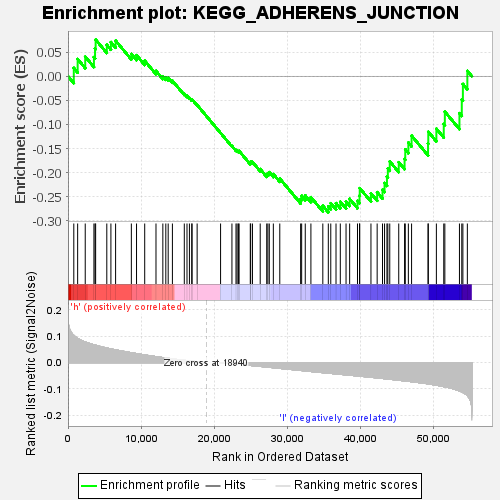 Enrichment plot: KEGG_ADHERENS_JUNCTION
Enrichment score (ES)
0.05
0.00
-0.05
-0.10
-0.15
-0.20
-0.25
-0.30
'h' (positively correlated)
Ranked list metric (Signal2Noise)
0.2
0.1
0.0
-0.1
-0.2
Zero cross at 18940
'l' (negatively correlated)
0 10,000 20,000 30,000 40,000 50,000
Rank in Ordered Dataset
Enrichment profile Hits Ranking metric scores